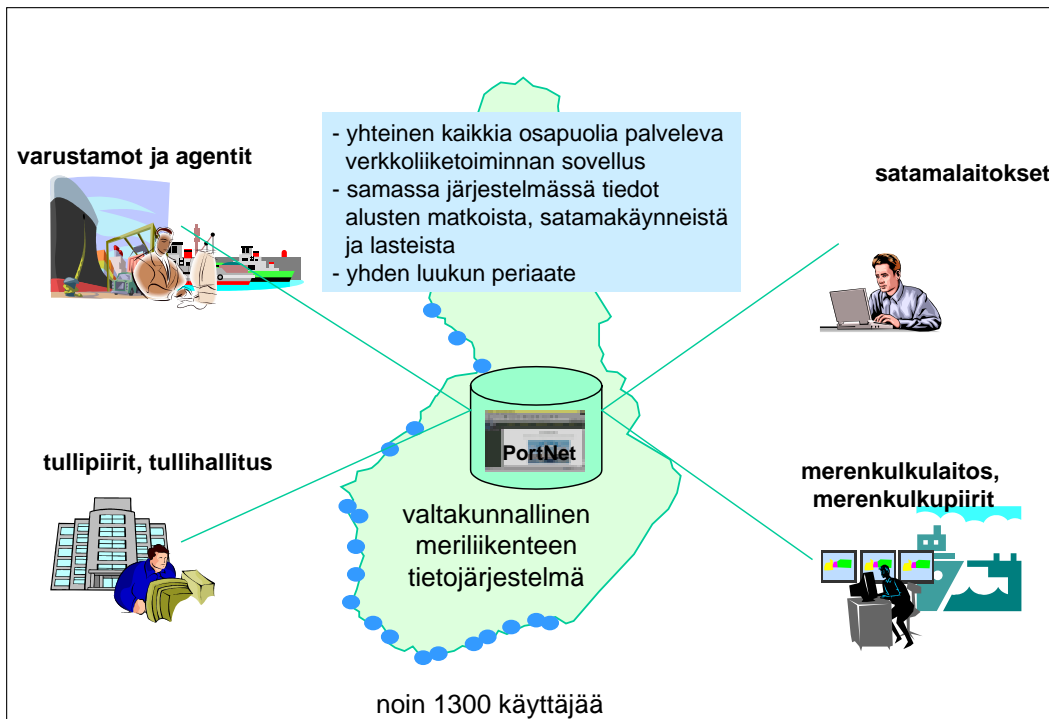 - yhteinen kaikkia osapuolia palveleva
verkkoliiketoiminnan sovellus
- samassa järjestelmässä tiedot
alusten matkoista, satamakäynneistä
ja lasteista
- yhden luukun periaate
varustamot ja agentit
satamalaitokset
PortNet
tullipiirit, tullihallitus
merenkulkulaitos,
merenkulkupiirit
valtakunnallinen
meriliikenteen
tietojärjestelmä
noin 1300 käyttäjää